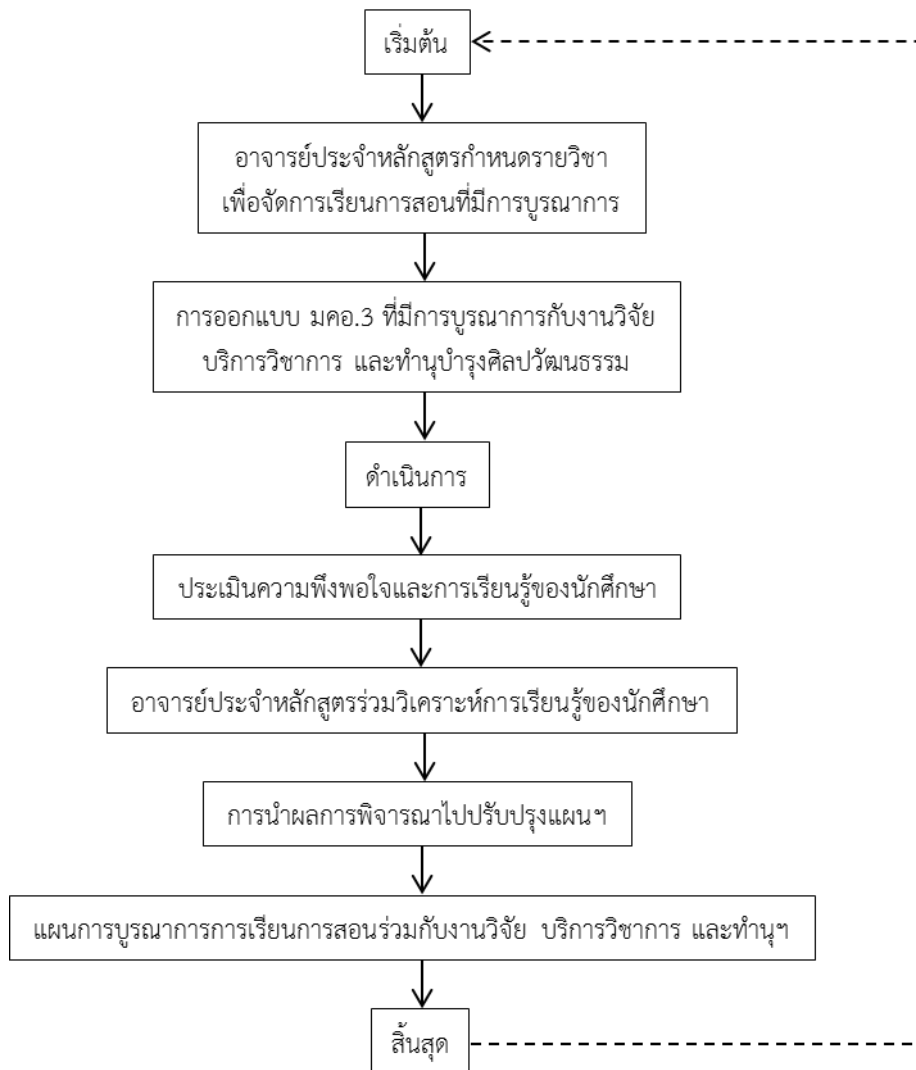 เริ่มต้น
อาจารย์ประจำหลักสูตรกำหนดรายวิชา
เพื่อจัดการเรียนการสอนที่มีการบูรณาการ
การออกแบบ มคอ.3 ที่มีการบูรณาการกับงานวิจัย
บริการวิชาการ และทำนุบำรุงศิลปวัฒนธรรม
ดำเนินการ
ประเมินความพึงพอใจและการเรียนรู้ของนักศึกษา
อาจารย์ประจำหลักสูตรร่วมวิเคราะห์การเรียนรู้ของนักศึกษา
การนำผลการพิจารณาไปปรับปรุงแผนฯ
แผนการบูรณาการการเรียนการสอนร่วมกับงานวิจัย บริการวิชาการ และทำนุฯ
สิ้นสุด